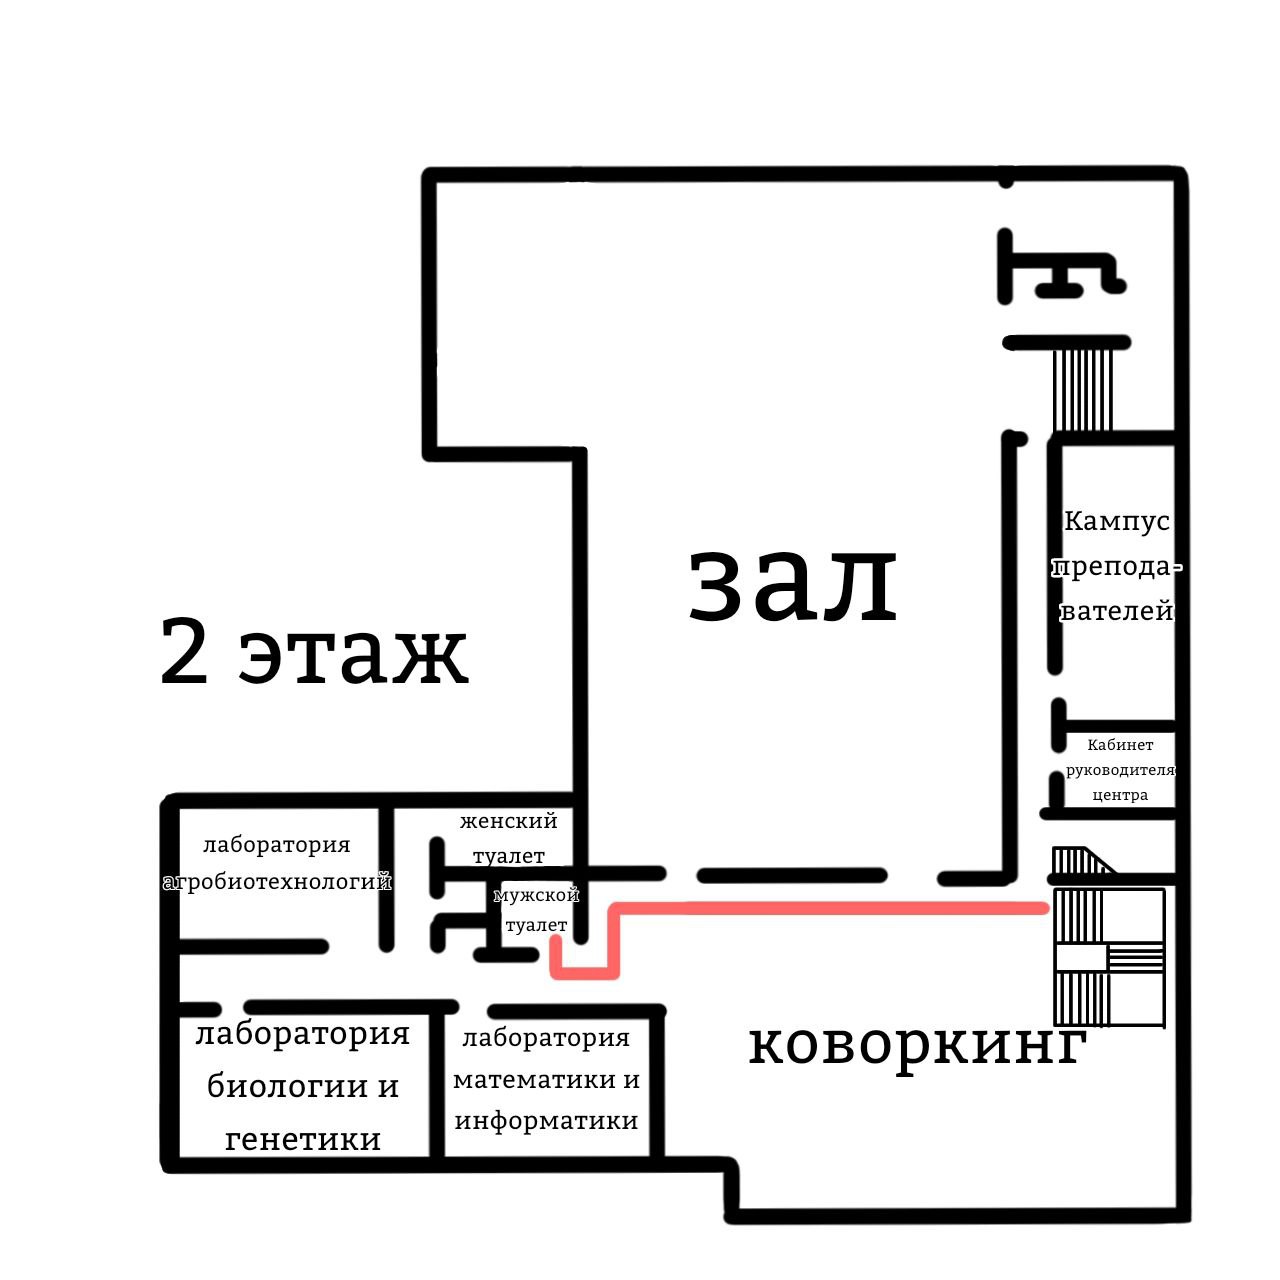 Кампус
препода-
вателей
зал
2 этаж
Кабинет
руководителя
центра
женский
туалет
лаборатория
агробиотехнологий
мужской
туалет
лаборатория
биологии и
генетики
лаборатория
математики и
информатики
коворкинг